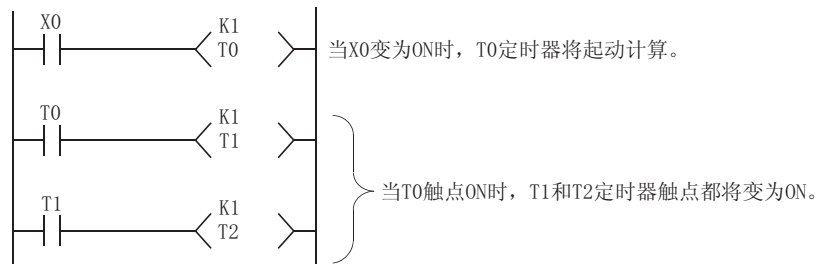 X0
K1
T0
当X0变为ON时，T0定时器将起动计算。
T0
K1
T1
当T0触点ON时，T1和T2定时器触点都将变为ON。
T1
K1
T2